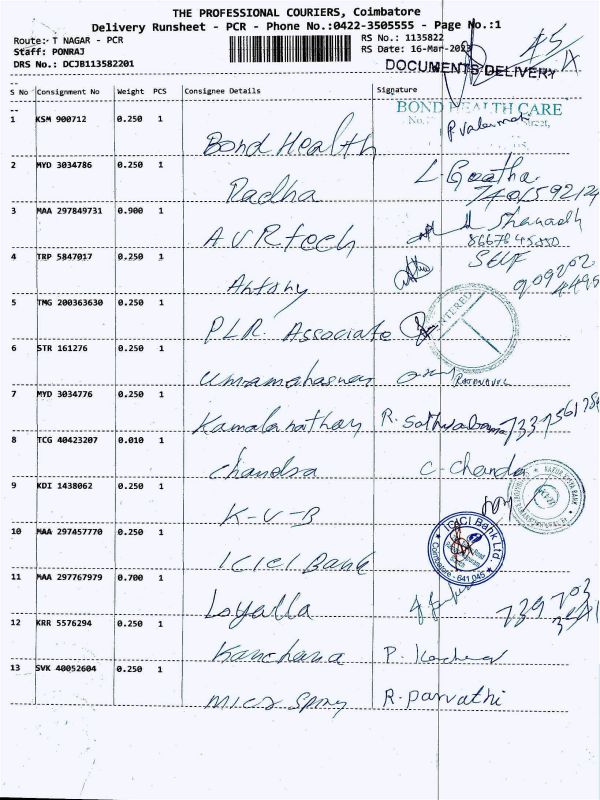 THE PROFESSIONAL COURIERS, Coimbatore
Delivery Runsheet - PCR - Phone No.:0422-3505555 - Page No.:1
Route:- T NAGAR - PCR RS No.: 1135822
Staff: PONRAJ RS Date: 16-Mar-2023
DRS No.: DCJB113582201 DOCUMENTS DELIVERY
S No Consignment No Weight PCS Consignee Details Signature
BOND HEALTH CARE
1 KSM 900712 0.250 1 Bond Health
2 MYD 3034786 0.250 1 Radha L. Geetha
3 MAA 297849731 0.900 1 AVRtech
4 TRP 5847017 0.250 1 Antony SELF
5 TMG 200363630 0.250 1 PLR. Associate
6 STR 161276 0.250 1
7 MYD 3034776 0.250 1 Kamalanathan R.
8 TCG 40423207 0.010 1 Chandra C-Chandra
9 KDI 1438062 0.250 1 K-V-B
10 MAA 297457770 0.250 1 ICICI Bank ICICI Bank Ltd Coimbatore - 641 045
11 MAA 297767979 0.700 1 Loyalla
12 KRR 5576294 0.250 1 Kanchana P.
13 SVK 40052604 0.250 1 R. Parvathi